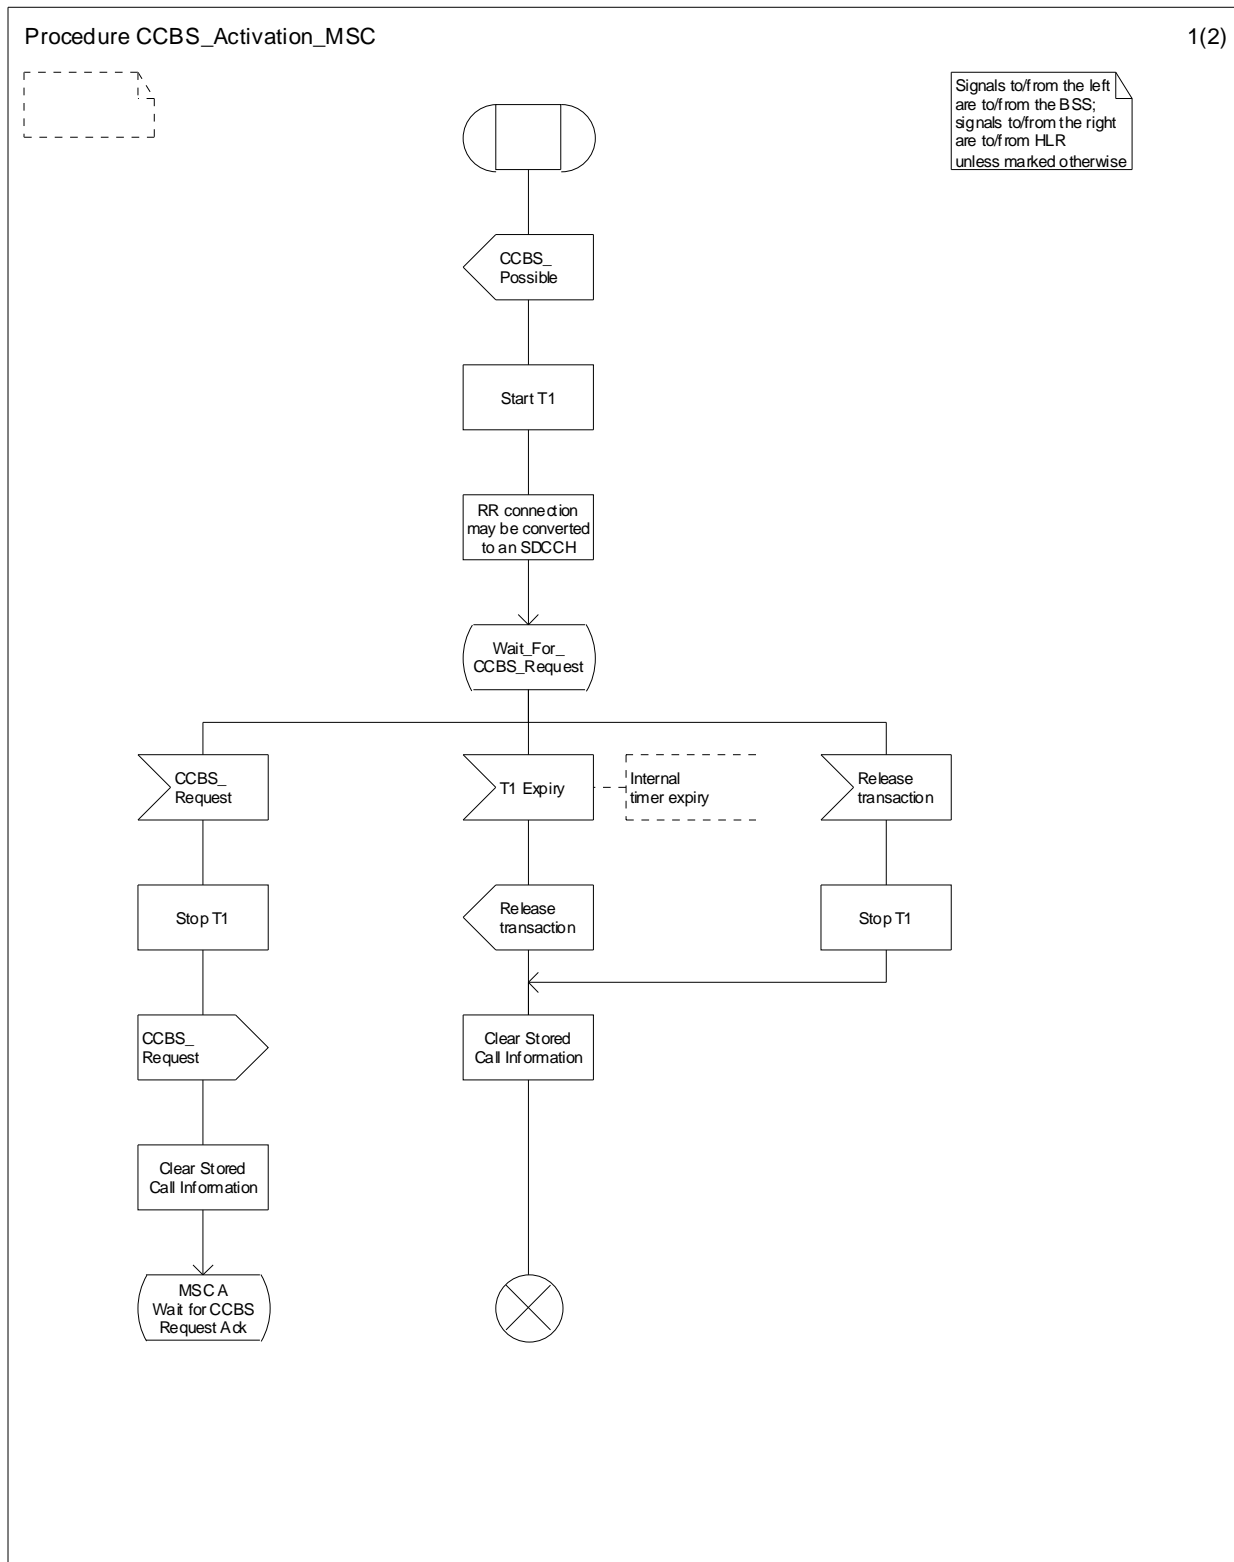 Procedure CCBS_Activation_MSC
1(2)
Signals to/from the left
are to/from the BSS;
signals to/from the right
are to/from HLR
unless marked otherwise
CCBS_
Possible
Start T1
RR connection
may be converted
to an SDCCH
Wait_For_
CCBS_Request
CCBS_
Request
T1 Expiry
Internal
timer expiry
Release
transaction
Stop T1
Release
transaction
Stop T1
CCBS_
Request
Clear Stored
Call Information
Clear Stored
Call Information
MSC A
Wait for CCBS
Request Ack